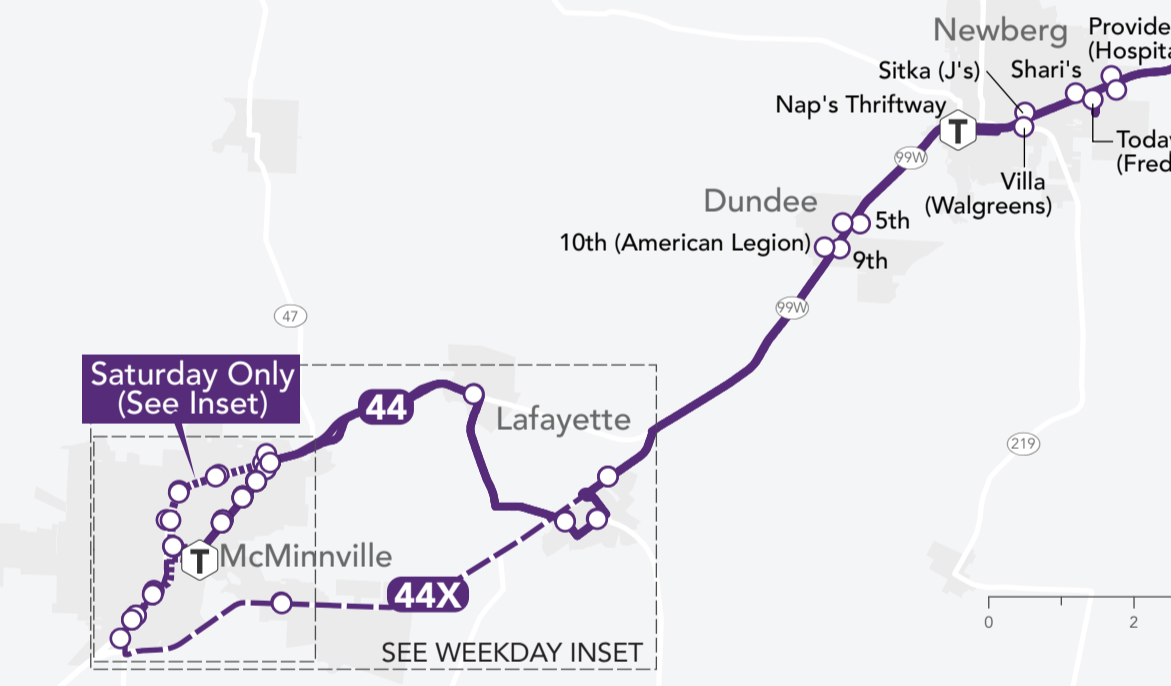 Newberg
Provide
(Hospita
Sitka (J's)
Shari's
Nap's Thriftway
T
Toda
(Fred
99W
Villa
(Walgreens)
Dundee
5th
10th (American Legion)
9th
99W
47
Saturday Only
(See Inset)
44
Lafayette
219
T
McMinnville
44X
SEE WEEKDAY INSET
0
2